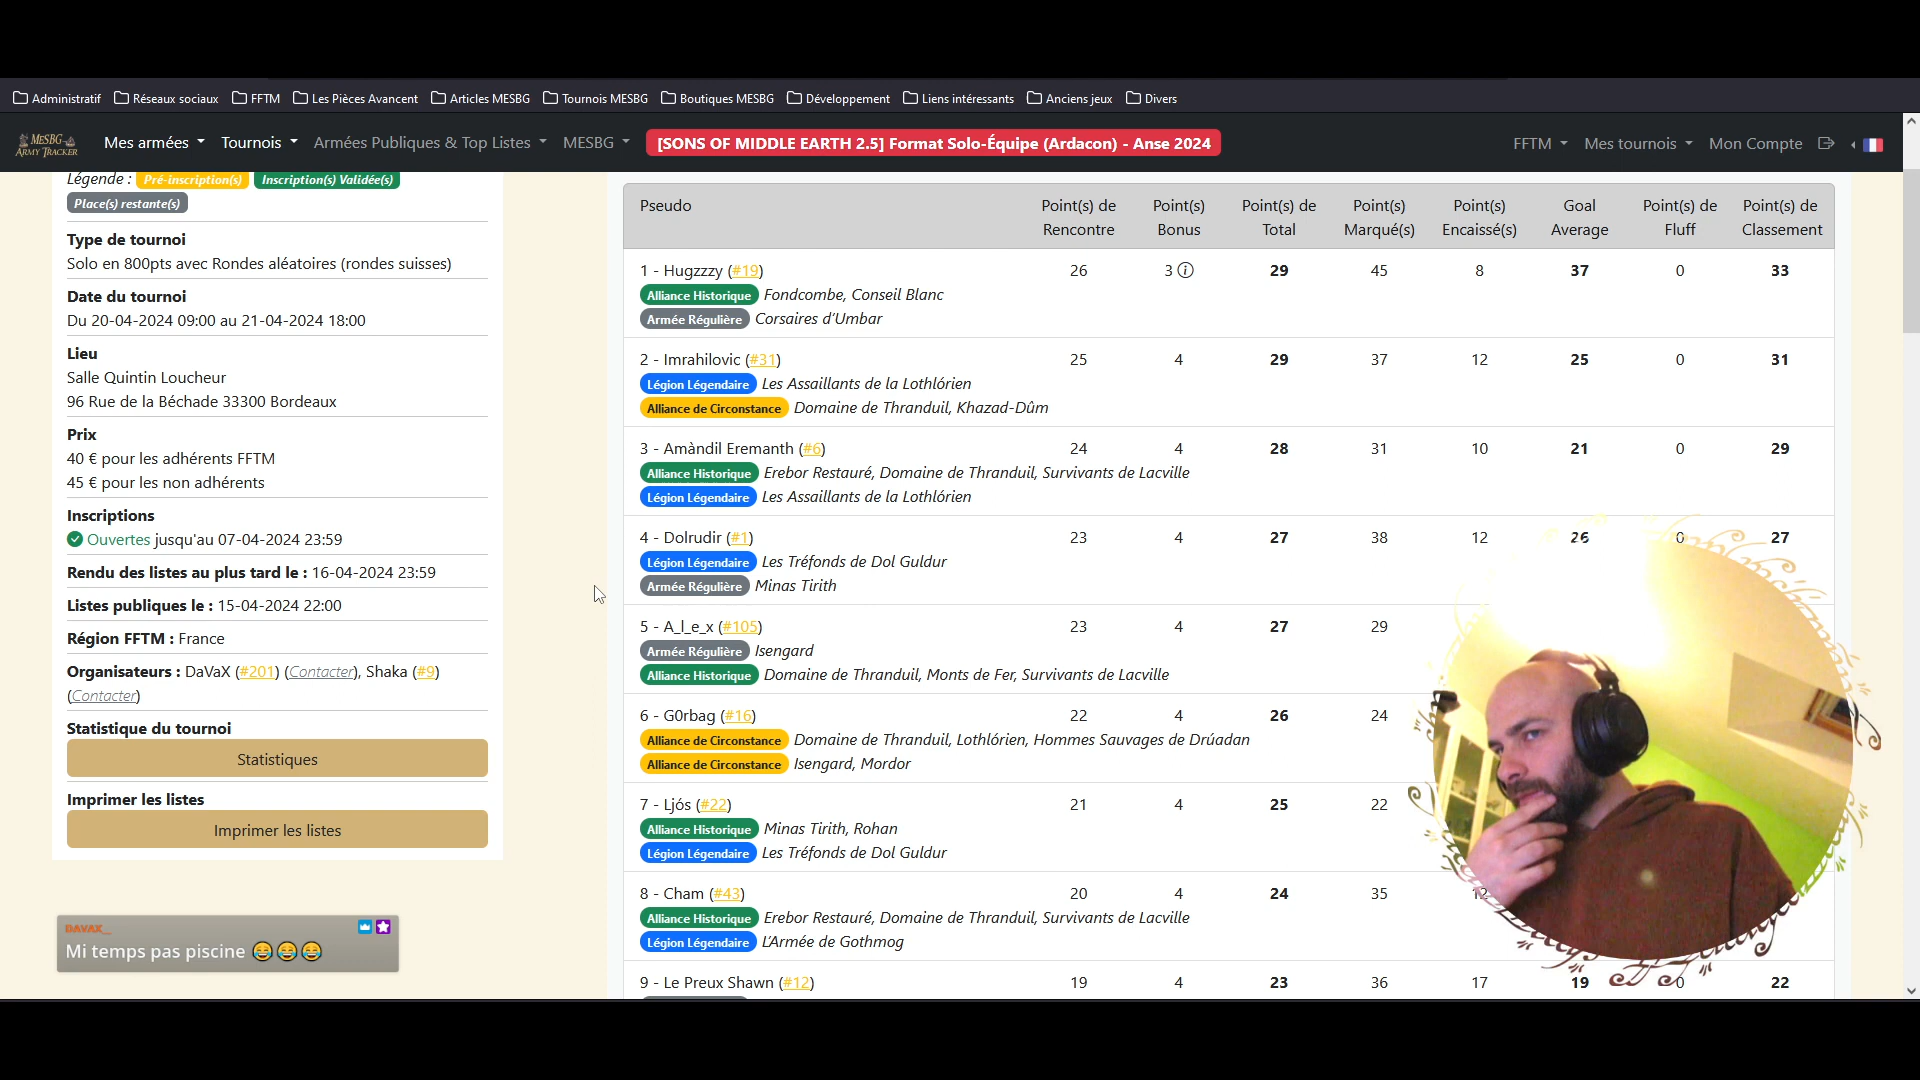 Administratif Réseaux sociaux FFTM Les Pièces Avancent Articles MESBG Tournois MESBG Boutiques MESBG Développement Liens intéressants Anciens jeux Divers
MESBG ARMY TRACKER Mes armées Tournois Armées Publiques & Top Listes MESBG [SONS OF MIDDLE EARTH 2.5] Format Solo-Équipe (Ardacon) - Anse 2024 FFTM Mes tournois Mon Compte
Légende : Pré-inscription(s) Inscription(s) Validée(s)
Place(s) restante(s)
Type de tournoi
Solo en 800pts avec Rondes aléatoires (rondes suisses)
Date du tournoi
Du 20-04-2024 09:00 au 21-04-2024 18:00
Lieu
Salle Quintin Loucheur
96 Rue de la Béchade 33300 Bordeaux
Prix
40 € pour les adhérents FFTM
45 € pour les non adhérents
Inscriptions
Ouvertes jusqu'au 07-04-2024 23:59
Rendu des listes au plus tard le : 16-04-2024 23:59
Listes publiques le : 15-04-2024 22:00
Région FFTM : France
Organisateurs : DaVaX (#201) (Contacter), Shaka (#9)
(Contacter)
Statistique du tournoi
Statistiques
Imprimer les listes
Imprimer les listes
DAVAX__
Mi temps pas piscine 😂😂😂
Pseudo Point(s) de Rencontre Point(s) Bonus Point(s) de Total Point(s) Marqué(s) Point(s) Encaissé(s) Goal Average Point(s) de Fluff Point(s) de Classement
1 - Hugzzzy (#19) 26 3 29 45 8 37 0 33
Alliance Historique Fondcombe, Conseil Blanc
Armée Régulière Corsaires d'Umbar
2 - Imrahilovic (#31) 25 4 29 37 12 25 0 31
Légion Légendaire Les Assaillants de la Lothlórien
Alliance de Circonstance Domaine de Thranduil, Khazad-Dûm
3 - Amàndil Eremanth (#6) 24 4 28 31 10 21 0 29
Alliance Historique Erebor Restauré, Domaine de Thranduil, Survivants de Lacville
Légion Légendaire Les Assaillants de la Lothlórien
4 - Dolrudir (#1) 23 4 27 38 12 26 0 27
Légion Légendaire Les Tréfonds de Dol Guldur
Armée Régulière Minas Tirith
5 - A_l_e_x (#105) 23 4 27 29
Armée Régulière Isengard
Alliance Historique Domaine de Thranduil, Monts de Fer, Survivants de Lacville
6 - G0rbag (#16) 22 4 26 24
Alliance de Circonstance Domaine de Thranduil, Lothlórien, Hommes Sauvages de Drúadan
Alliance de Circonstance Isengard, Mordor
7 - Ljós (#22) 21 4 25 22
Alliance Historique Minas Tirith, Rohan
Légion Légendaire Les Tréfonds de Dol Guldur
8 - Cham (#43) 20 4 24 35 12
Alliance Historique Erebor Restauré, Domaine de Thranduil, Survivants de Lacville
Légion Légendaire L'Armée de Gothmog
9 - Le Preux Shawn (#12) 19 4 23 36 17 19 0 22